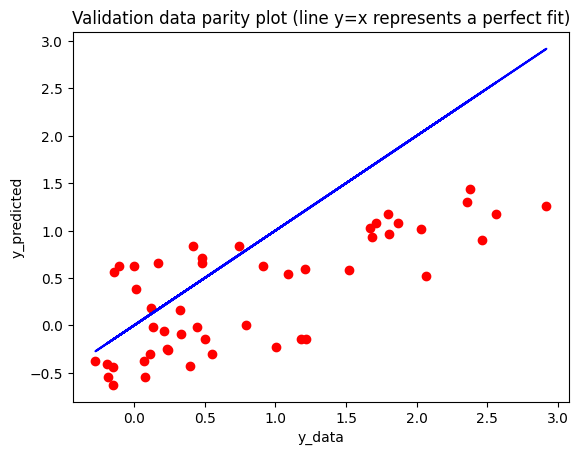 Validation data parity plot (line y=x represents a perfect fit)
3.0
2.5
2.0
1.5
1.0
0.5
0.0
−0.5
y_predicted
0.0 0.5 1.0 1.5 2.0 2.5 3.0
y_data